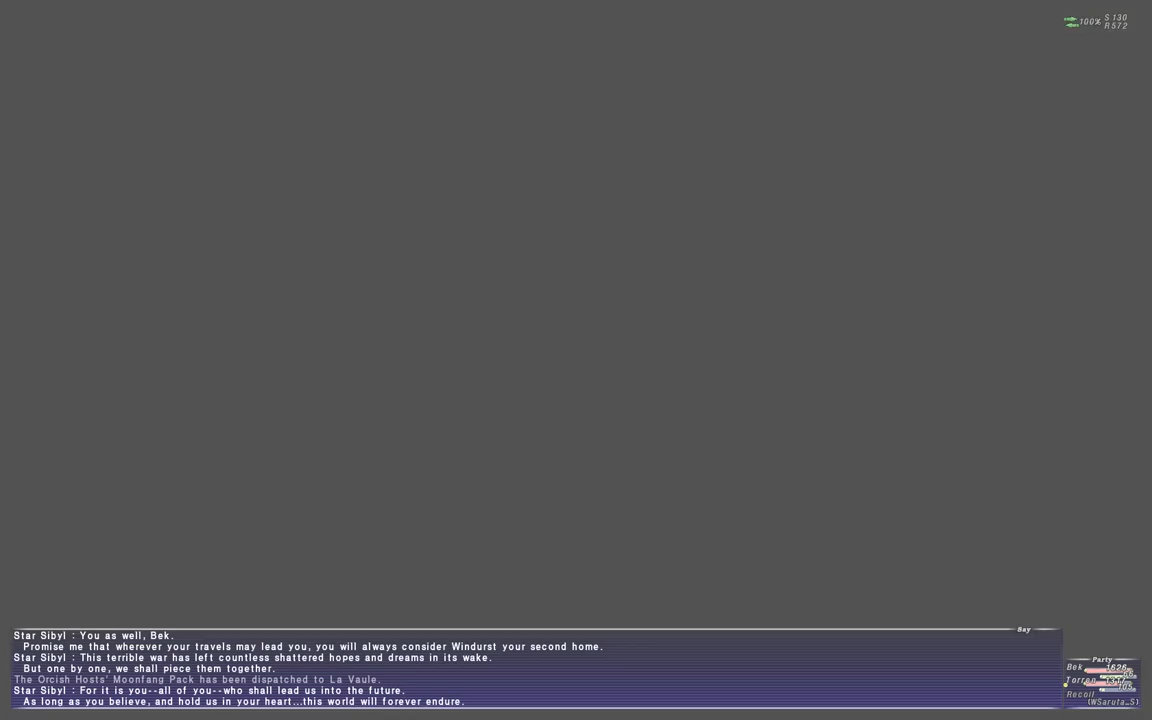 100% S 130
R 572
Say
Star Sibyl : You as well, Bek.
Promise me that wherever your travels may lead you, you will always consider Windurst your second home.
Star Sibyl : This terrible war has left countless shattered hopes and dreams in its wake.
But one by one, we shall piece them together.
The Orcish Hosts' Moonfang Pack has been dispatched to La Vaule.
Star Sibyl : For it is you--all of you--who shall lead us into the future.
As long as you believe, and hold us in your heart...this world will forever endure.
Party
Bek 1626
Torren
Recoil
(WSaruta_S)